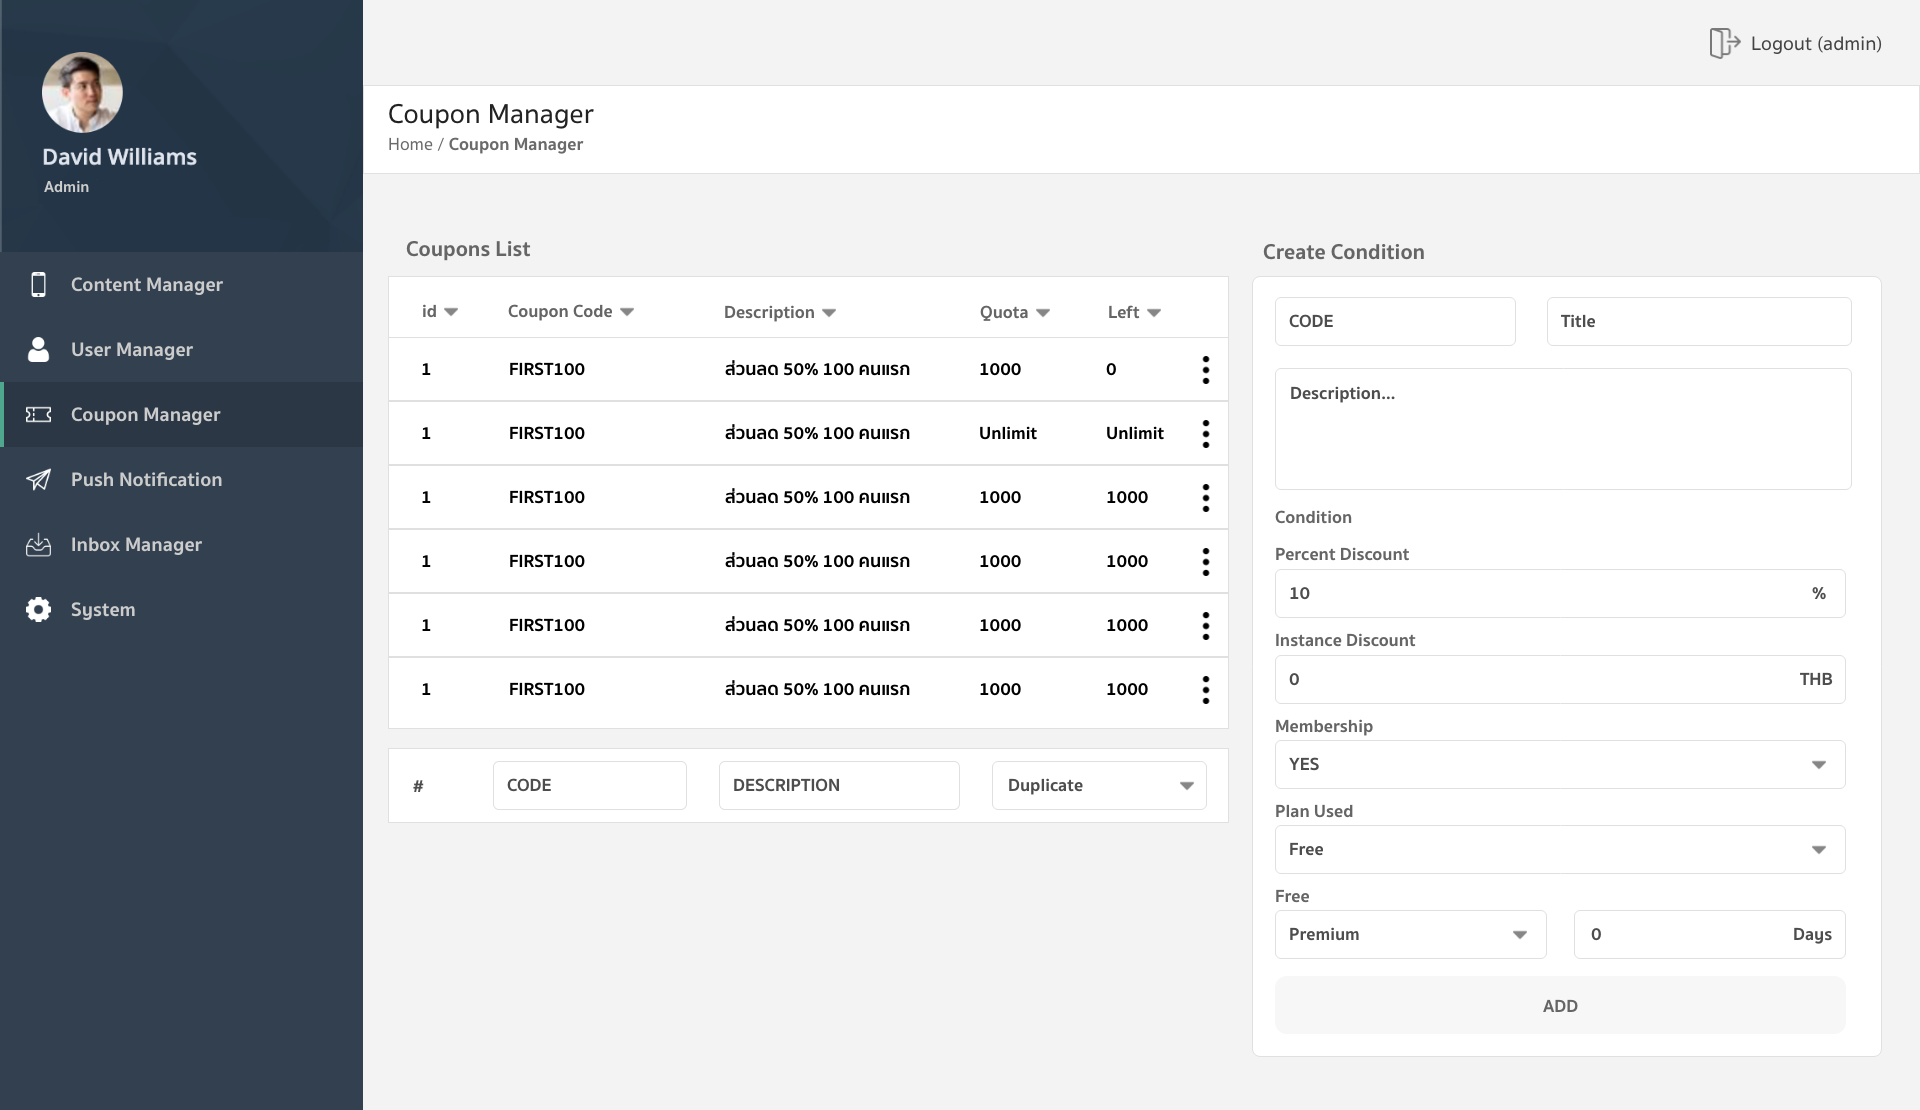 Logout (admin)
David Williams
Admin
Content Manager
User Manager
Coupon Manager
Push Notification
Inbox Manager
System
Coupon Manager
Home / Coupon Manager
Coupons List
id Coupon Code Description Quota Left
1 FIRST100 ส่วนลด 50% 100 คนแรก 1000 0
1 FIRST100 ส่วนลด 50% 100 คนแรก Unlimit Unlimit
1 FIRST100 ส่วนลด 50% 100 คนแรก 1000 1000
1 FIRST100 ส่วนลด 50% 100 คนแรก 1000 1000
1 FIRST100 ส่วนลด 50% 100 คนแรก 1000 1000
1 FIRST100 ส่วนลด 50% 100 คนแรก 1000 1000
# CODE DESCRIPTION Duplicate
Create Condition
CODE Title
Description...
Condition
Percent Discount
10 %
Instance Discount
0 THB
Membership
YES
Plan Used
Free
Free
Premium 0 Days
ADD